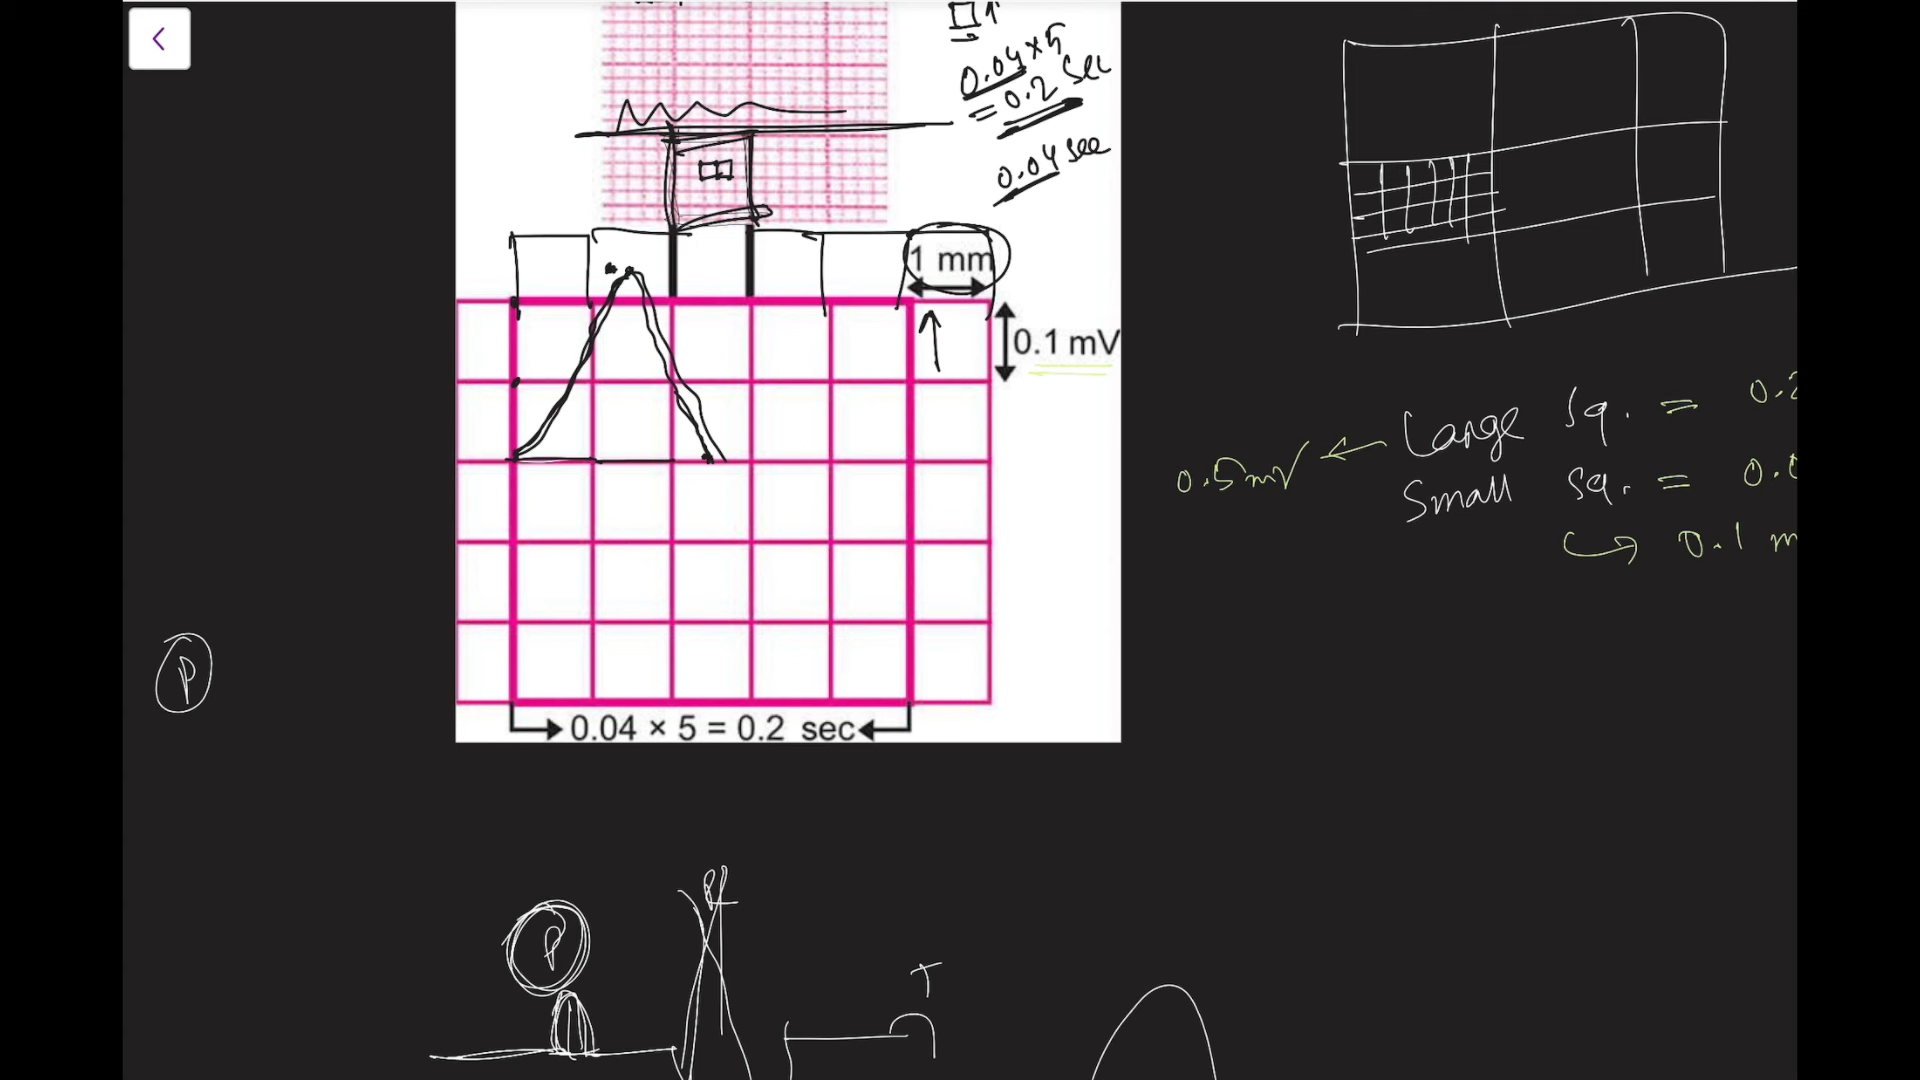 0.04 x 5
= 0.2 sec
0.04 sec
1 mm
0.1 mV
Large sq. =
0.5mV
Small sq. =
0.1 m
P
0.04 × 5 = 0.2 sec
P
R
T